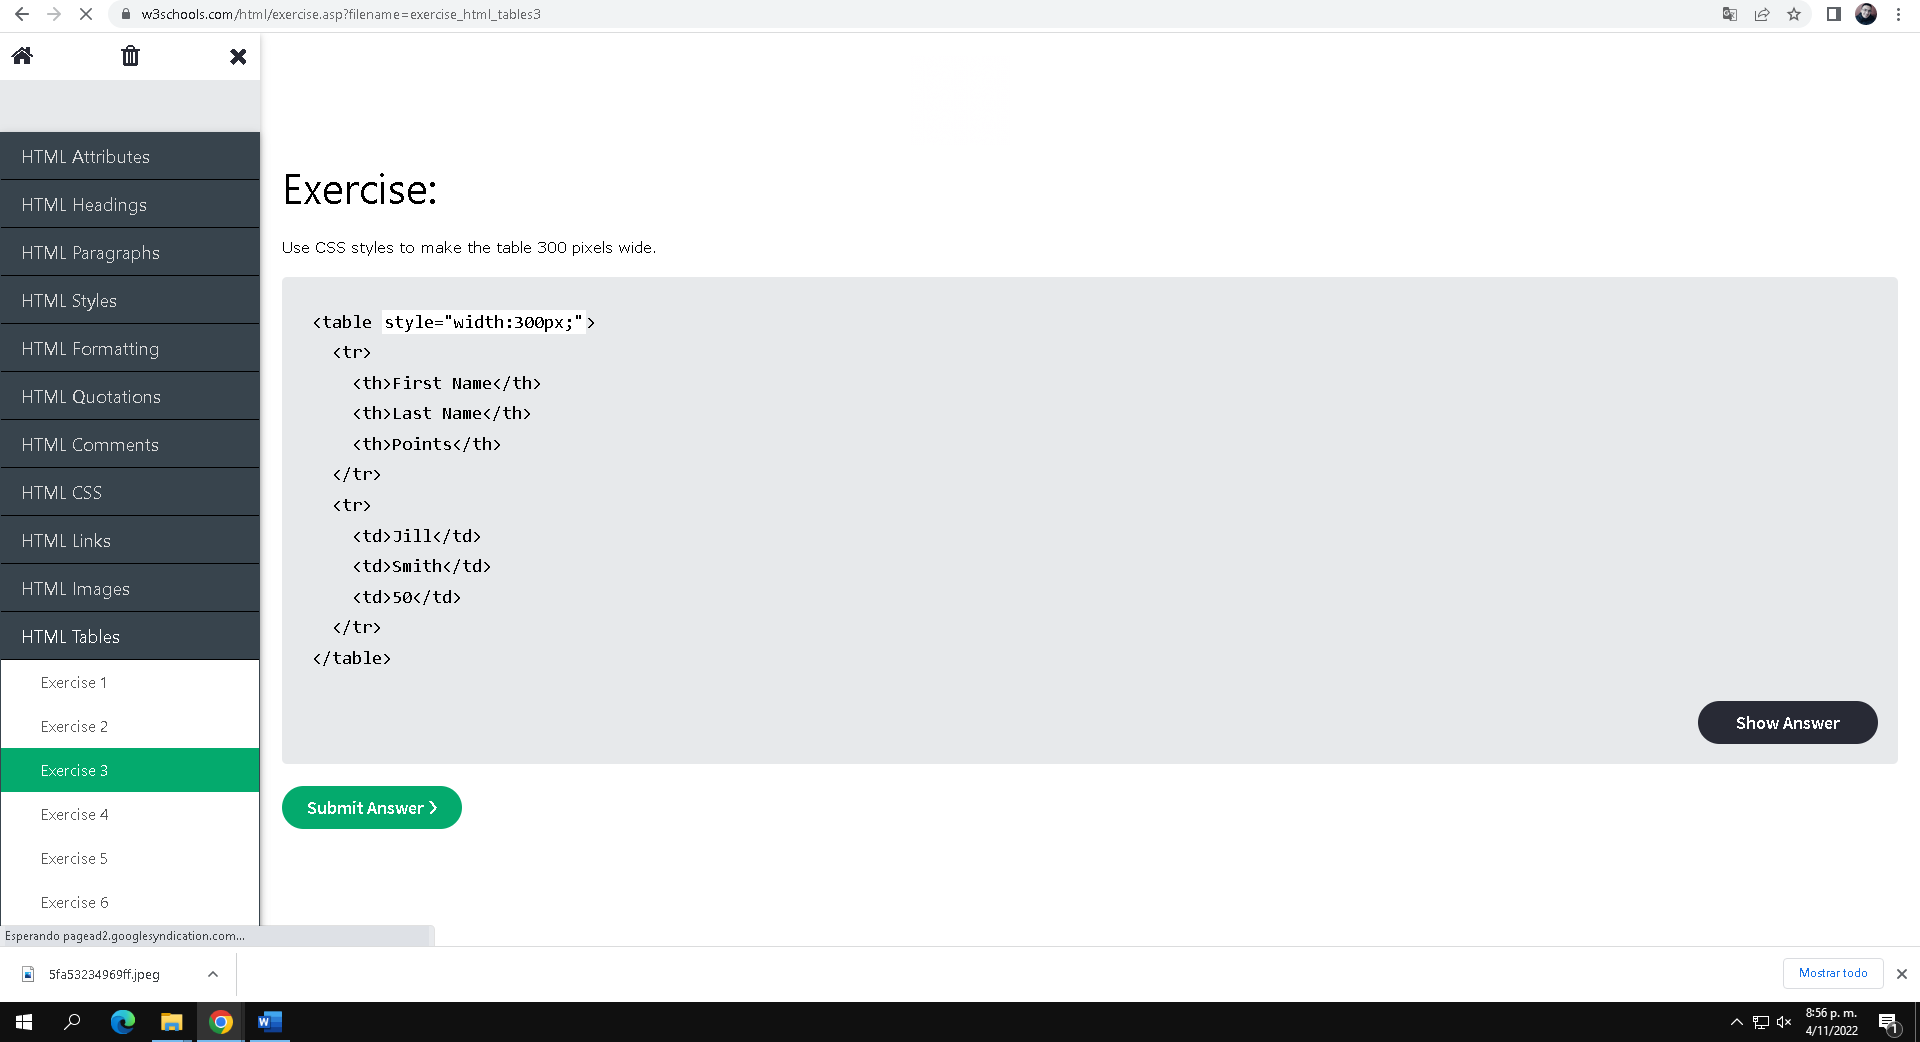 w3schools.com/html/exercise.asp?filename=exercise_html_tables3
HTML Attributes
HTML Headings
HTML Paragraphs
HTML Styles
HTML Formatting
HTML Quotations
HTML Comments
HTML CSS
HTML Links
HTML Images
HTML Tables
Exercise 1
Exercise 2
Exercise 3
Exercise 4
Exercise 5
Exercise 6
Exercise:
Use CSS styles to make the table 300 pixels wide.
<table style="width:300px;">
<tr>
<th>First Name</th>
<th>Last Name</th>
<th>Points</th>
</tr>
<tr>
<td>Jill</td>
<td>Smith</td>
<td>50</td>
</tr>
</table>
Show Answer
Submit Answer ❯
Esperando pagead2.googlesyndication.com...
5fa53234969ff.jpeg
Mostrar todo
8:56 p. m.
4/11/2022
1